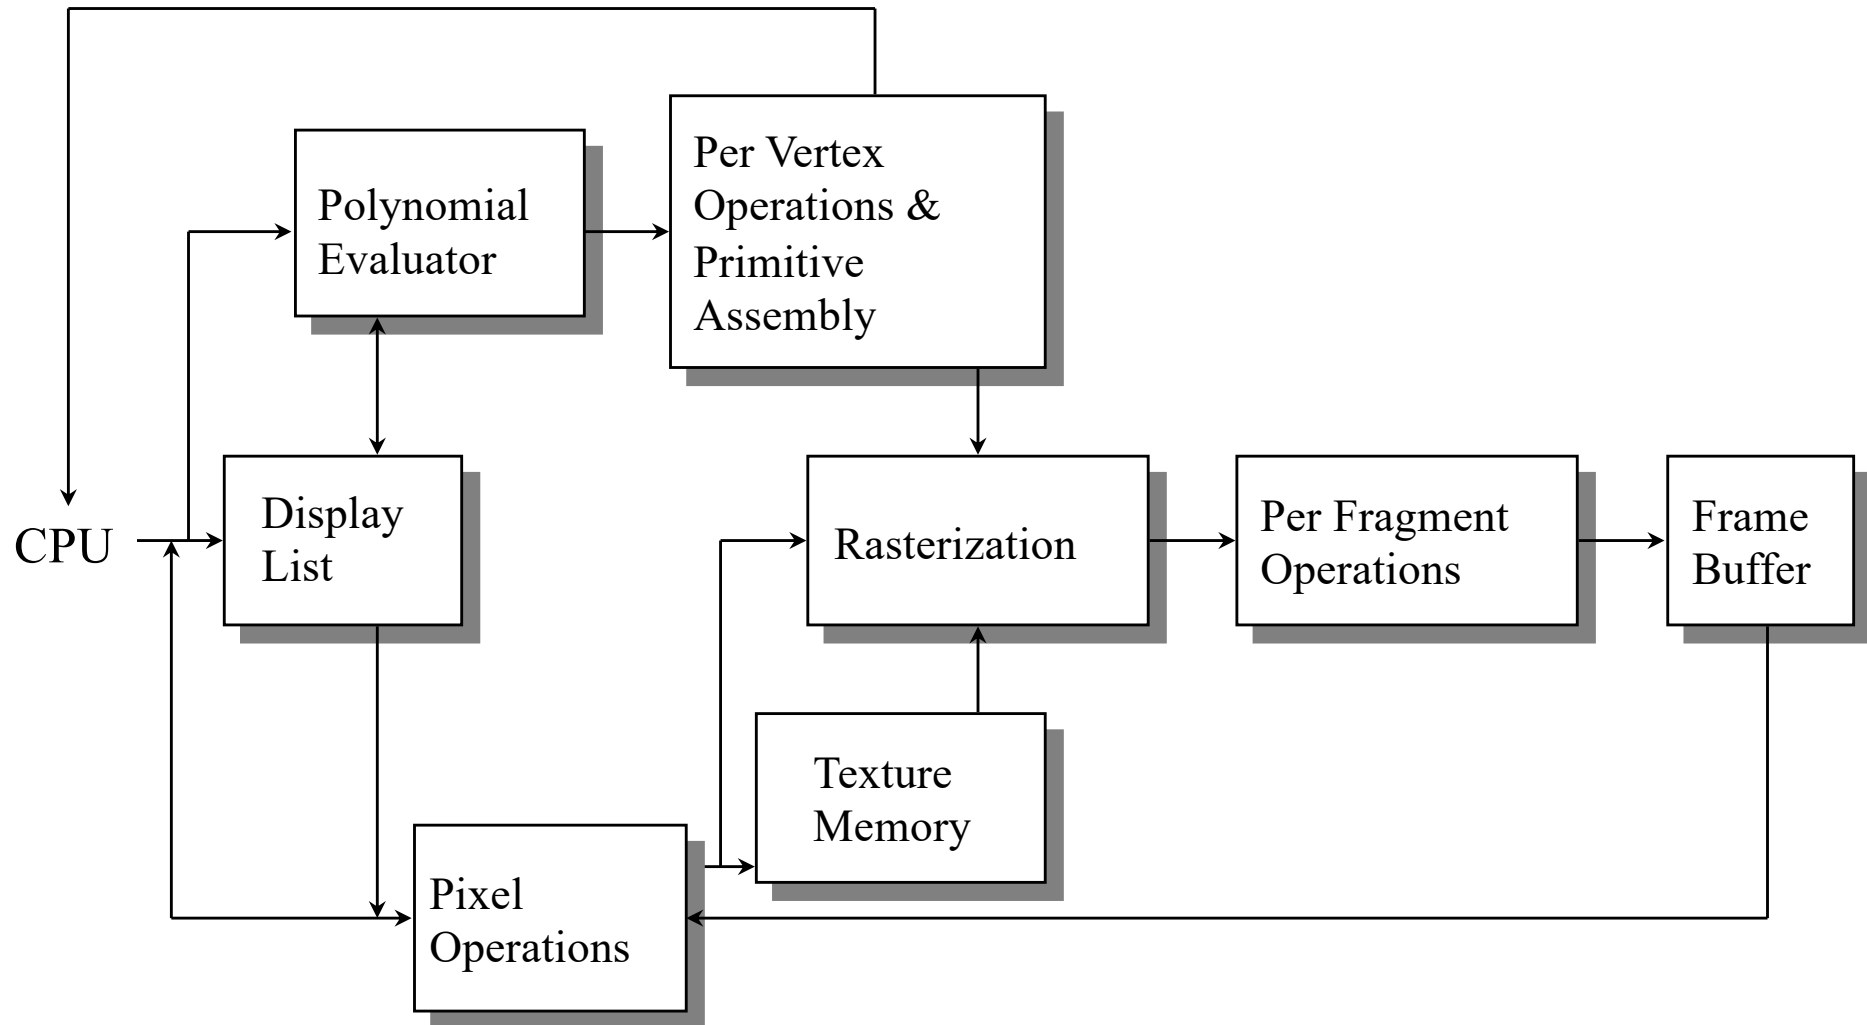 Polynomial
Evaluator
Per Vertex
Operations &
Primitive
Assembly
CPU
Display
List
Rasterization
Per Fragment
Operations
Frame
Buffer
Texture
Memory
Pixel
Operations